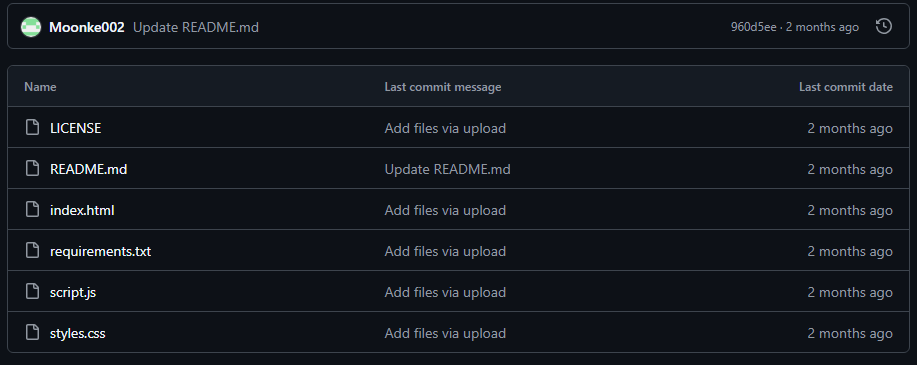 Moonke002 Update README.md 960d5ee · 2 months ago
Name Last commit message Last commit date
LICENSE Add files via upload 2 months ago
README.md Update README.md 2 months ago
index.html Add files via upload 2 months ago
requirements.txt Add files via upload 2 months ago
script.js Add files via upload 2 months ago
styles.css Add files via upload 2 months ago